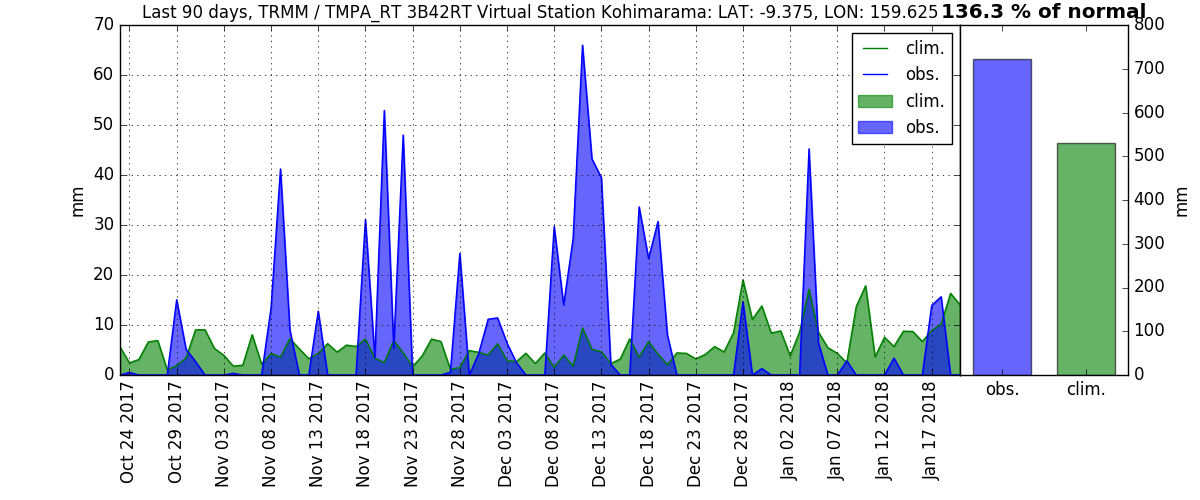 Last 90 days, TRMM / TMPA_RT 3B42RT Virtual Station Kohimarama: LAT: -9.375, LON: 159.625
136.3 % of normal
70
60
50
40
30
20
10
0
mm
clim.
obs.
clim.
obs.
Oct 24 2017
Oct 29 2017
Nov 03 2017
Nov 08 2017
Nov 13 2017
Nov 18 2017
Nov 23 2017
Nov 28 2017
Dec 03 2017
Dec 08 2017
Dec 13 2017
Dec 18 2017
Dec 23 2017
Dec 28 2017
Jan 02 2018
Jan 07 2018
Jan 12 2018
Jan 17 2018
800
700
600
500
400
300
200
100
0
mm
obs.
clim.